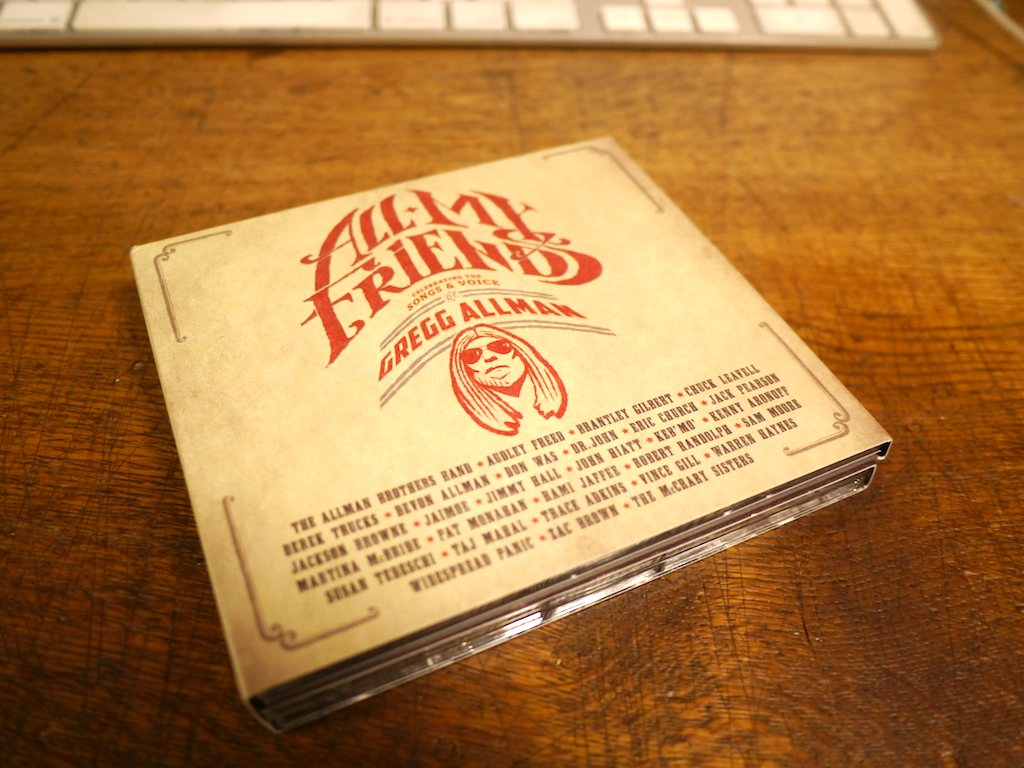 ALL·MY
FRIENDS
CELEBRATING THE
SONGS & VOICE
of
GREGG ALLMAN
THE ALLMAN BROTHERS BAND ★ AUDLEY FREED ★ BRANTLEY GILBERT ★ CHUCK LEAVELL
DEREK TRUCKS ★ DEVON ALLMAN ★ DON WAS ★ DR. JOHN ★ ERIC CHURCH ★ JACK PEARSON
JACKSON BROWNE ★ JAIMOE ★ JIMMY HALL ★ JOHN HIATT ★ KEB' MO' ★ KENNY ARONOFF
MARTINA McBRIDE ★ PAT MONAHAN ★ RAMI JAFFEE ★ ROBERT RANDOLPH ★ SAM MOORE
SUSAN TEDESCHI ★ TAJ MAHAL ★ TRACE ADKINS ★ VINCE GILL ★ WARREN HAYNES
WIDESPREAD PANIC ★ ZAC BROWN ★ THE McCRARY SISTERS